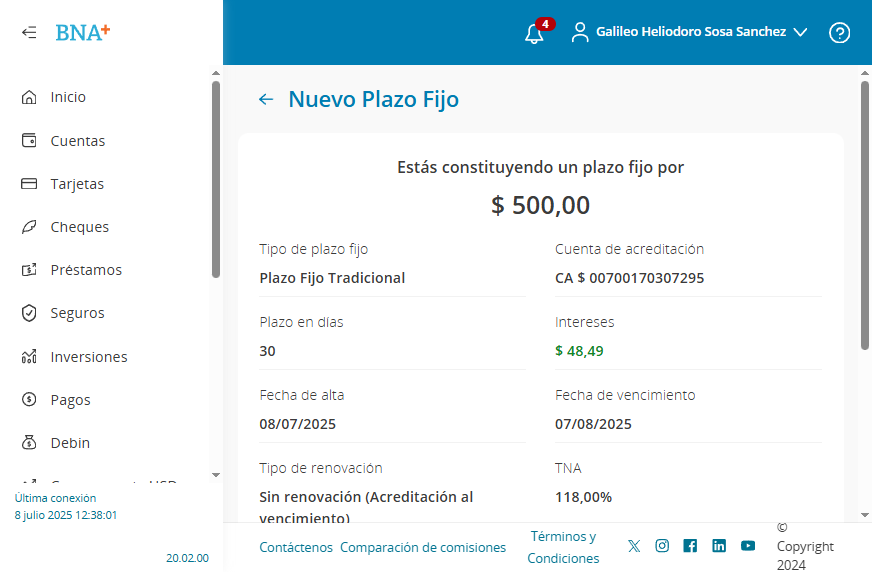 BNA+
4
Galileo Heliodoro Sosa Sanchez
Inicio
Cuentas
Tarjetas
Cheques
Préstamos
Seguros
Inversiones
Pagos
Debin
Última conexión
8 julio 2025 12:38:01
20.02.00
Nuevo Plazo Fijo
Estás constituyendo un plazo fijo por
$ 500,00
Tipo de plazo fijo
Plazo Fijo Tradicional
Cuenta de acreditación
CA $ 00700170307295
Plazo en días
30
Intereses
$ 48,49
Fecha de alta
08/07/2025
Fecha de vencimiento
07/08/2025
Tipo de renovación
Sin renovación (Acreditación al
vencimiento)
TNA
118,00%
Contáctenos
Comparación de comisiones
Términos y
Condiciones
©
Copyright
2024